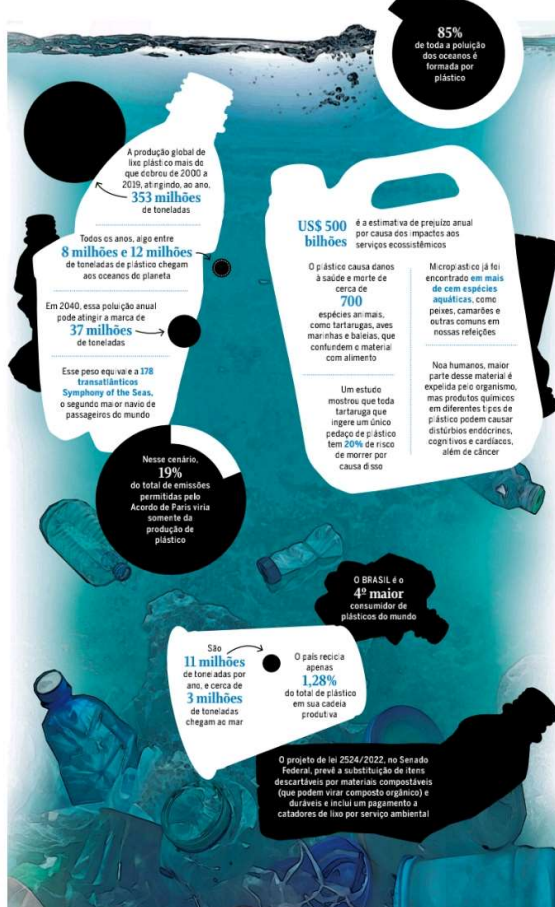 85%
de toda a poluição
dos oceanos é
formada por
plástico
A produção global de
lixo plástico mais do
que dobrou de 2000 a
2019, atingindo, ao ano,
353 milhões
de toneladas
Todos os anos, algo entre
8 milhões e 12 milhões
de toneladas de plástico chegam
aos oceanos do planeta
Em 2040, essa poluição anual
pode atingir a marca de
37 milhões
de toneladas
Esse peso equivale a 178
transatlânticos
Symphony of the Seas,
o segundo maior navio de
passageiros do mundo
Nesse cenário,
19%
do total de emissões
permitidas pelo
Acordo de Paris viria
somente da
produção de
plástico
US$ 500
bilhões
é a estimativa de prejuízo anual
por causa dos impactos aos
serviços ecossistêmicos
O plástico causa danos
à saúde e morte de
cerca de
700
espécies animais,
como tartarugas, aves
marinhas e baleias, que
confundem o material
com alimento
Um estudo
mostrou que toda
tartaruga que
ingere um único
pedaço de plástico
tem 20% de risco
de morrer por
causa disso
Microplástico já foi
encontrado em mais
de cem espécies
aquáticas, como
peixes, camarões e
outras comuns em
nossas refeições
Noa humanos, maior
parte desse material é
expelida pelo organismo,
mas produtos químicos
em diferentes tipos de
plástico podem causar
distúrbios endócrinos,
cognitivos e cardíacos,
além de câncer
O BRASIL é o
4º maior
consumidor de
plásticos do mundo
São
11 milhões
de toneladas por
ano, e cerca de
3 milhões
de toneladas
chegam ao mar
O país recicla
apenas
1,28%
do total de plástico
em sua cadeia
produtiva
O projeto de lei 2524/2022, no Senado
Federal, prevê a substituição de itens
descartáveis por materiais compostáveis
(que podem virar composto orgânico) e
duráveis e inclui um pagamento a
catadores de lixo por serviço ambiental